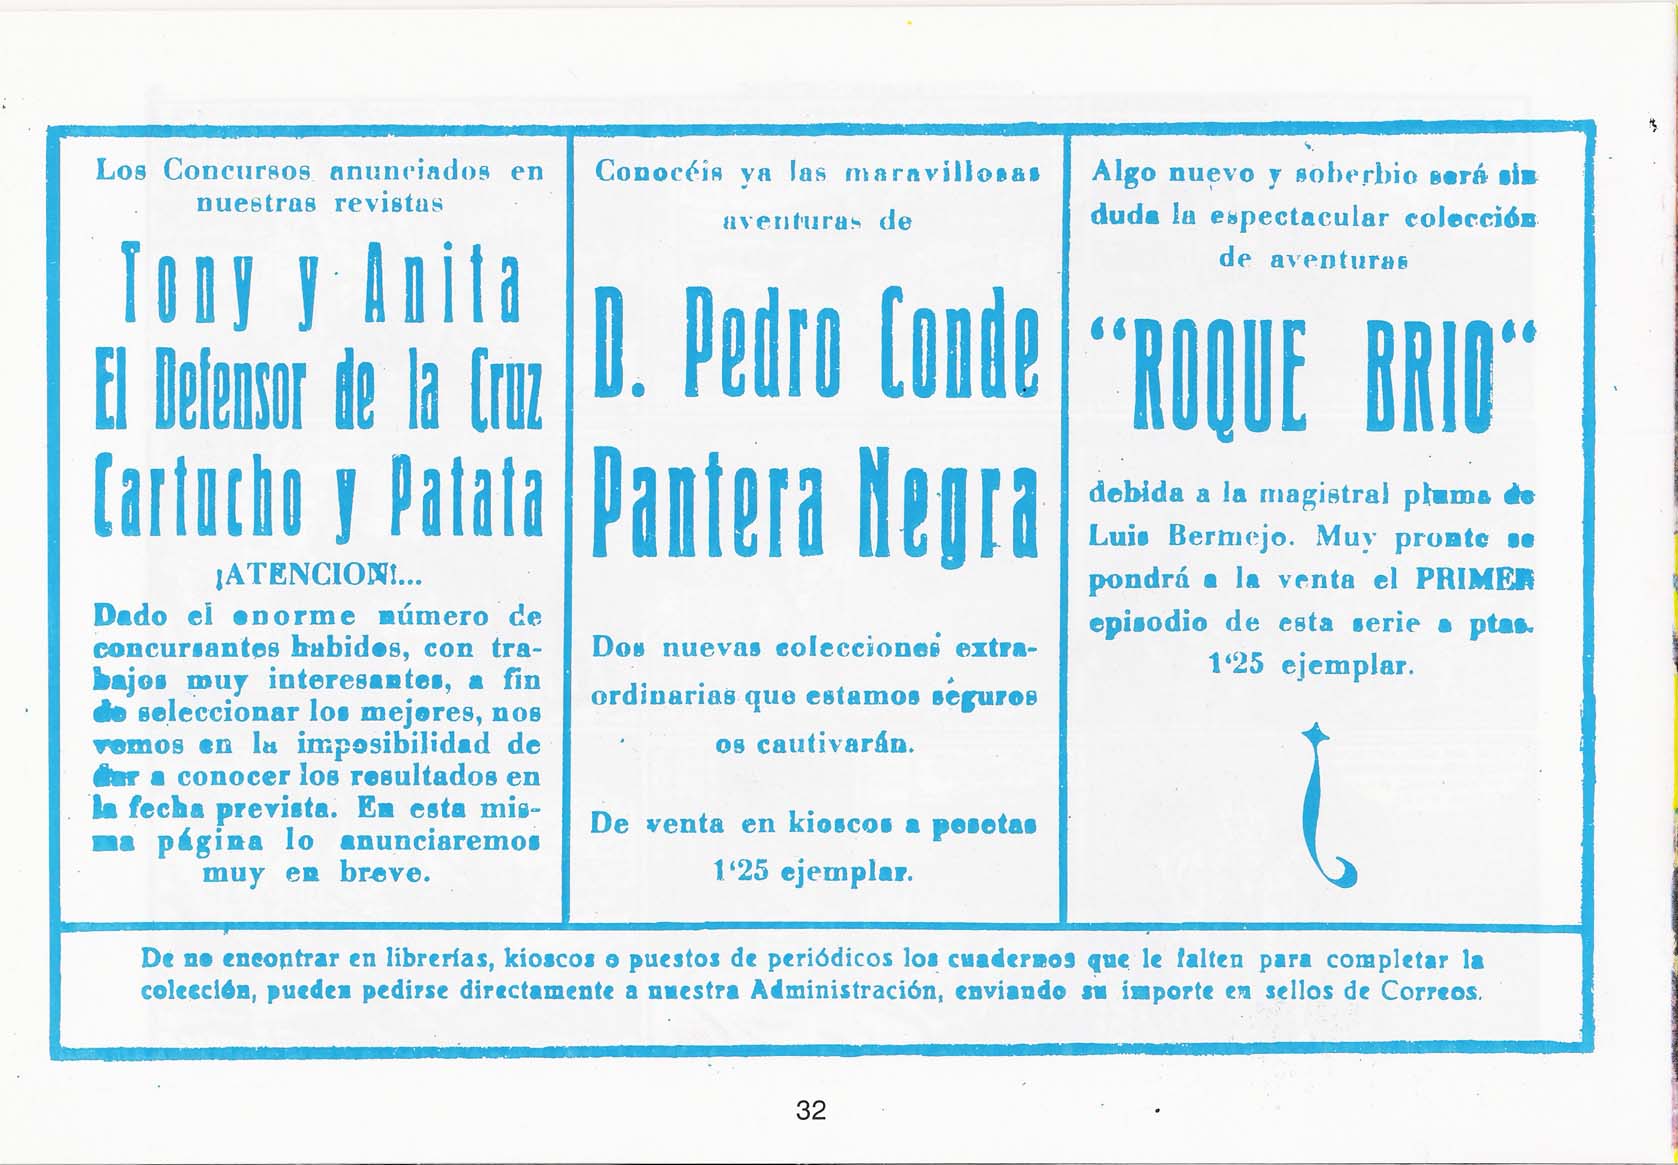 Los Concursos anunciados en
nuestras revistas
Tony y Anita
El Defensor de la Cruz
Cartucho y Patata
¡ATENCION!...
Dado el enorme número de
concursantes habidos, con tra-
bajos muy interesantes, a fin
de seleccionar los mejores, nos
vemos en la imposibilidad de
dar a conocer los resultados en
la fecha prevista. En esta mis-
ma página lo anunciaremos
muy en breve.
Conocéis ya las maravillosas
aventuras de
D. Pedro Conde
Pantera Negra
Dos nuevas colecciones extra-
ordinarias que estamos seguros
os cautivarán.
De venta en kioscos a pesetas
1'25 ejemplar.
Algo nuevo y soberbio será sin
duda la espectacular colección
de aventuras
"ROQUE BRIO"
debida a la magistral pluma de
Luis Bermejo. Muy pronto se
pondrá a la venta el PRIMER
episodio de esta serie a ptas.
1'25 ejemplar.
De no encontrar en librerías, kioscos o puestos de periódicos los cuadernos que le falten para completar la
colección, pueden pedirse directamente a nuestra Administración, enviando su importe en sellos de Correos.
32